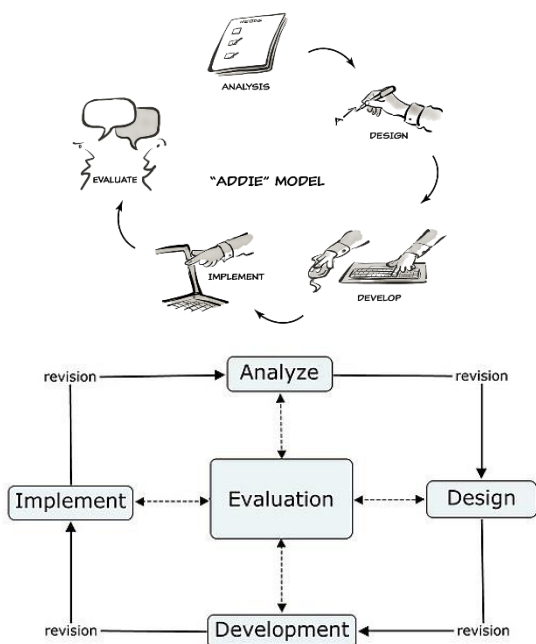 ANALYSIS
DESIGN
EVALUATE
"ADDIE" MODEL
IMPLEMENT
DEVELOP
revision
Analyze
revision
Implement
Evaluation
Design
revision
Development
revision